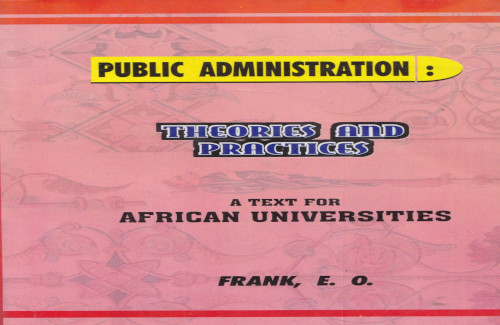 PUBLIC ADMINISTRATION :
THEORIES AND
PRACTICES
A TEXT FOR
AFRICAN UNIVERSITIES
FRANK, E. O.